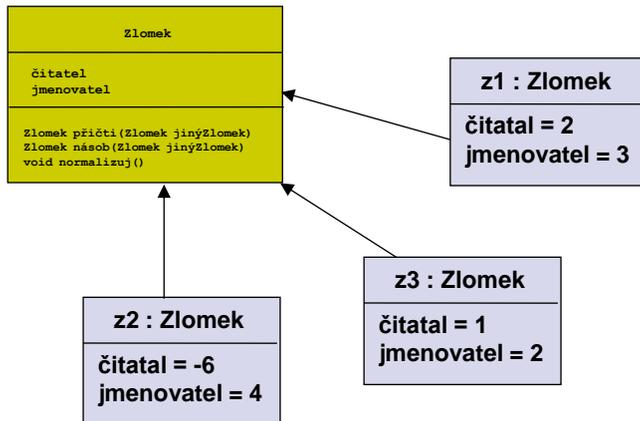 Zlomek
čitatel
jmenovatel
Zlomek přičti(Zlomek jinýZlomek)
Zlomek násob(Zlomek jinýZlomek)
void normalizuj()
z1 : Zlomek
čitatal = 2
jmenovatel = 3
z3 : Zlomek
čitatal = 1
jmenovatel = 2
z2 : Zlomek
čitatal = -6
jmenovatel = 4